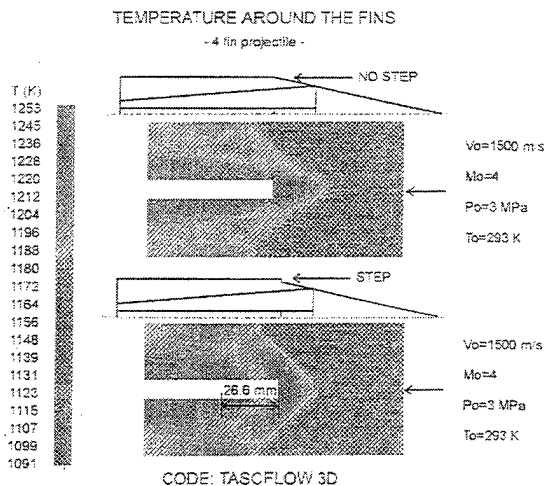 TEMPERATURE AROUND THE FINS
- 4 fin projectile -
NO STEP
T (K)
1253
1245
1236
1228
1220
1212
1204
1196
1188
1180
1172
1164
1156
1148
1139
1131
1123
1115
1107
1099
1091
Vo=1500 m/s
Mo=4
Po=3 MPa
To=293 K
STEP
26.6 mm
Vo=1500 m/s
Mo=4
Po=3 MPa
To=293 K
CODE: TASCFLOW 3D